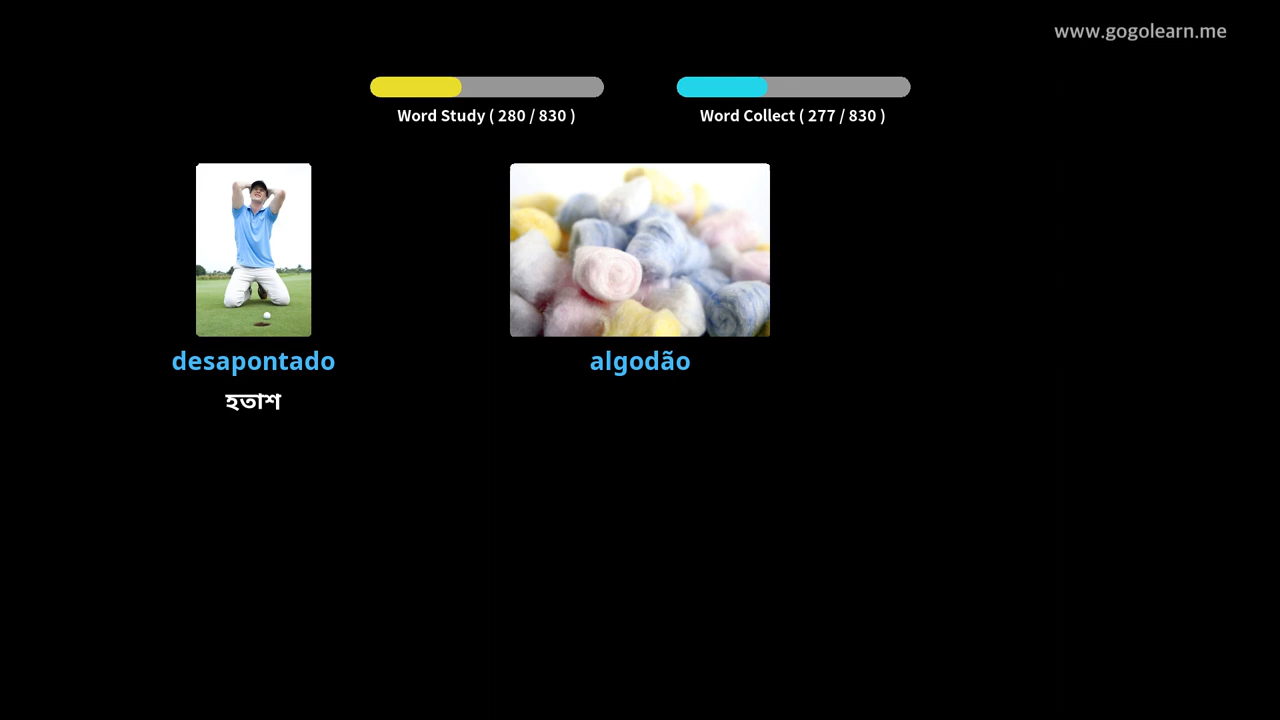 www.gogolearn.me
Word Study ( 280 / 830 )
Word Collect ( 277 / 830 )
desapontado
algodão
হতাশ